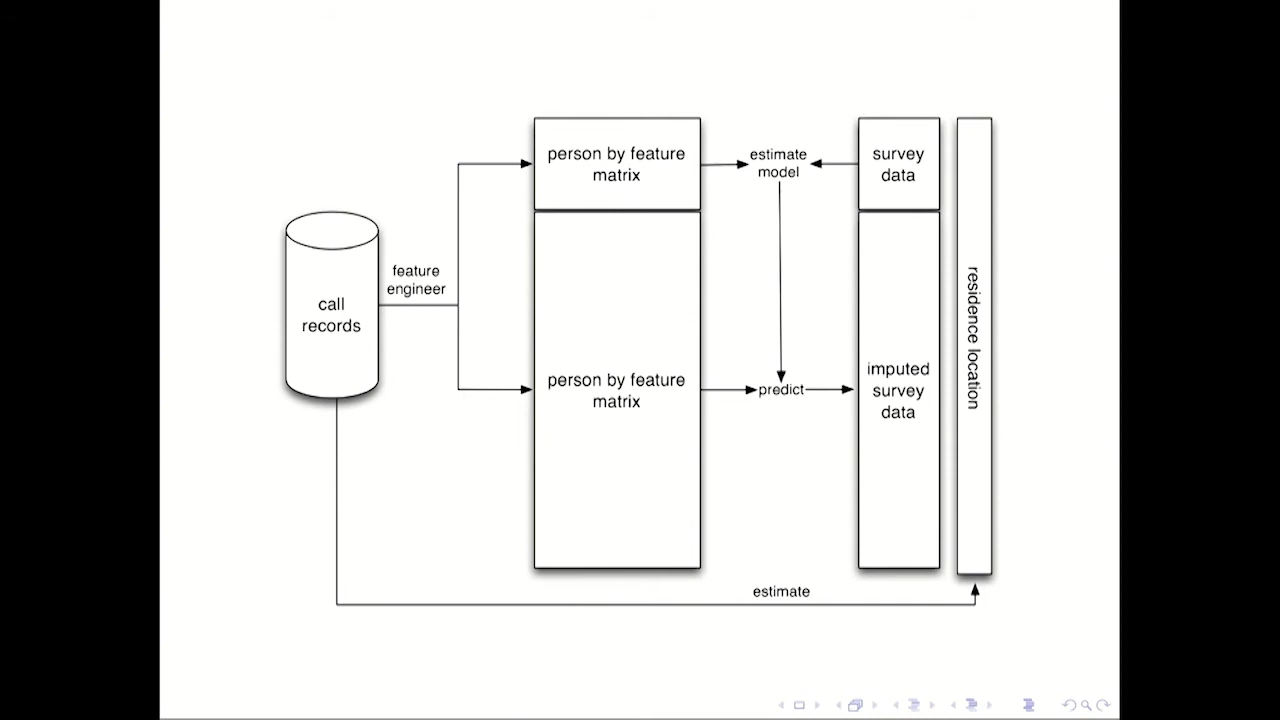 person by feature
matrix
estimate
model
survey
data
feature
engineer
call
records
person by feature
matrix
predict
imputed
survey
data
residence location
estimate